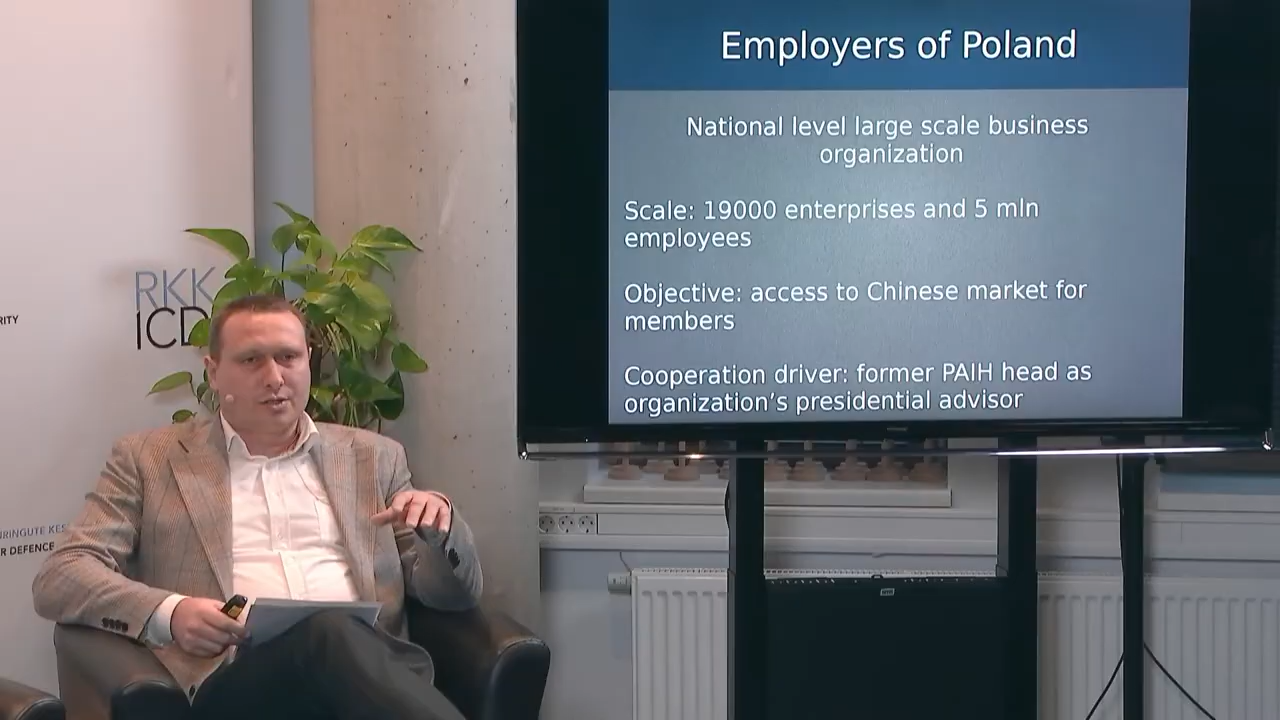 Employers of Poland
National level large scale business
organization
Scale: 19000 enterprises and 5 mln
employees
Objective: access to Chinese market for
members
Cooperation driver: former PAIH head as
organization's presidential advisor
RKK
ICD
RITY
R DEFENCE